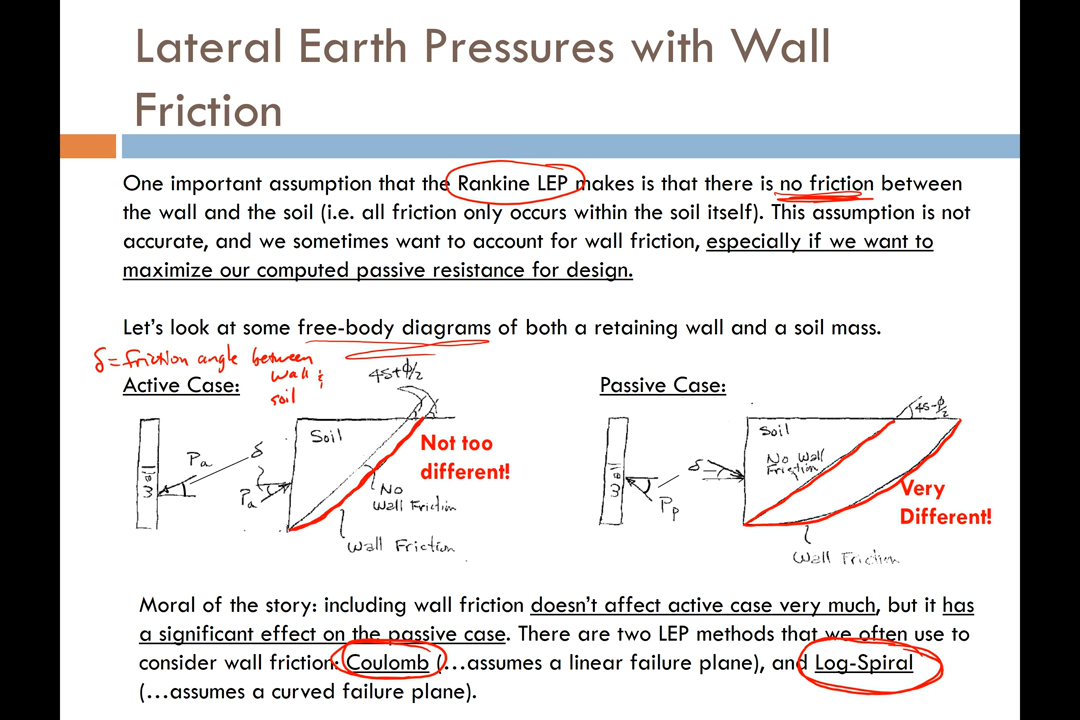 Lateral Earth Pressures with Wall
Friction
One important assumption that the Rankine LEP makes is that there is no friction between
the wall and the soil (i.e. all friction only occurs within the soil itself). This assumption is not
accurate, and we sometimes want to account for wall friction, especially if we want to
maximize our computed passive resistance for design.
Let's look at some free-body diagrams of both a retaining wall and a soil mass.
δ = friction angle between
wall &
soil
Active Case:
45+ϕ/2
Wall
Pa
δ
Pa
Soil
Not too
different!
No
Wall Friction
Wall Friction
Passive Case:
45-ϕ/2
Wall
Pp
δ
Soil
No Wall
Friction
Very
Different!
Wall Friction
Moral of the story: including wall friction doesn't affect active case very much, but it has
a significant effect on the passive case. There are two LEP methods that we often use to
consider wall friction: Coulomb (…assumes a linear failure plane), and Log-Spiral
(…assumes a curved failure plane).